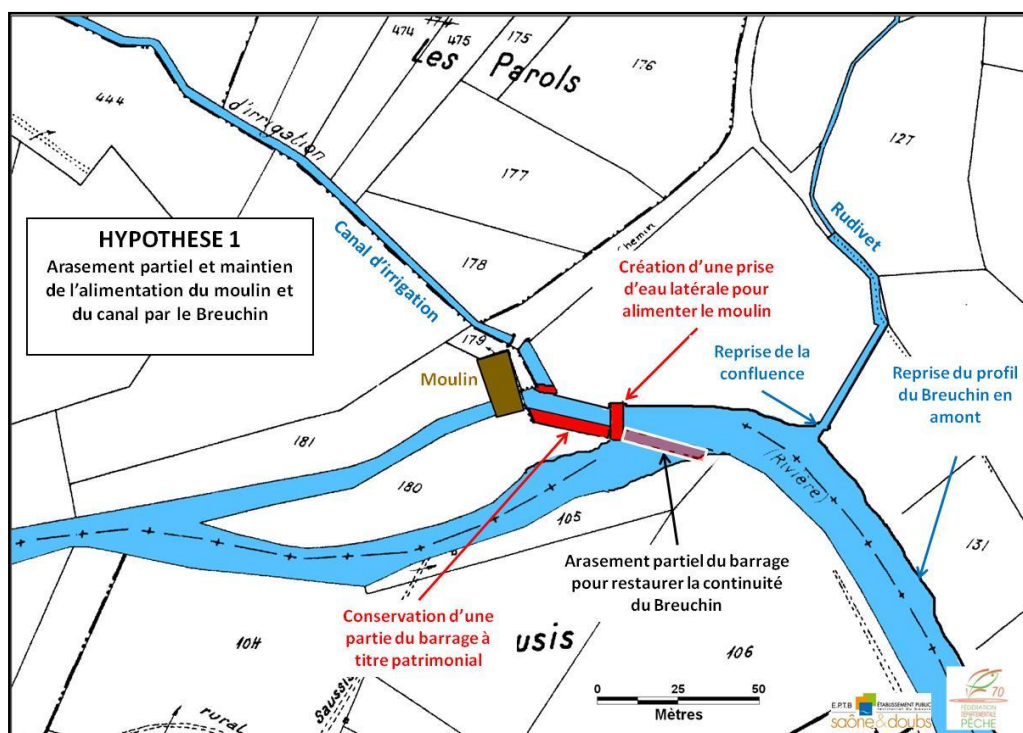 474
474
475
175
176
Les Parols
444
d'irrigation
177
127
HYPOTHESE 1
Arasement partiel et maintien
de l'alimentation du moulin et
du canal par le Breuchin
Canal d'irrigation
178
Chemin
Rudivet
Création d'une prise
d'eau latérale pour
alimenter le moulin
179
Moulin
Reprise de la
confluence
Reprise du profil
du Breuchin en
amont
181
180
(Rivière)
105
131
Arasement partiel du barrage
pour restaurer la continuité
du Breuchin
Conservation d'une
partie du barrage à
titre patrimonial
104
usis
106
rural
0 25 50
Mètres
E.P.T.B
ÉTABLISSEMENT PUBLIC
saône & doubs
70
FÉDÉRATION
DÉPARTEMENTALE
PÊCHE